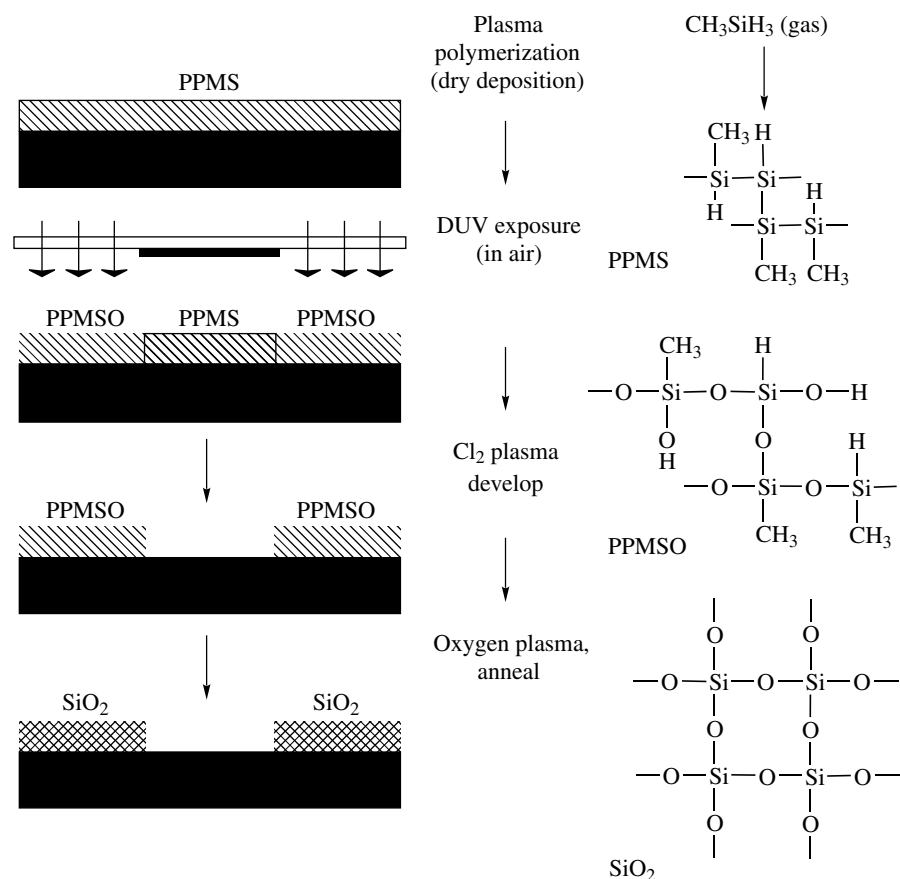 PPMS
PPMSO PPMS PPMSO
PPMSO PPMSO
SiO₂ SiO₂
Plasma
polymerization
(dry deposition)
DUV exposure
(in air)
Cl₂ plasma
develop
Oxygen plasma,
anneal
CH₃SiH₃ (gas)
CH₃ H
Si Si H
H Si Si
CH₃ CH₃
PPMS
CH₃ H
O Si O Si O H
O O H
H
O Si O Si
CH₃ CH₃
PPMSO
O O
O Si O Si O
O O
O Si O Si O
O O
SiO₂